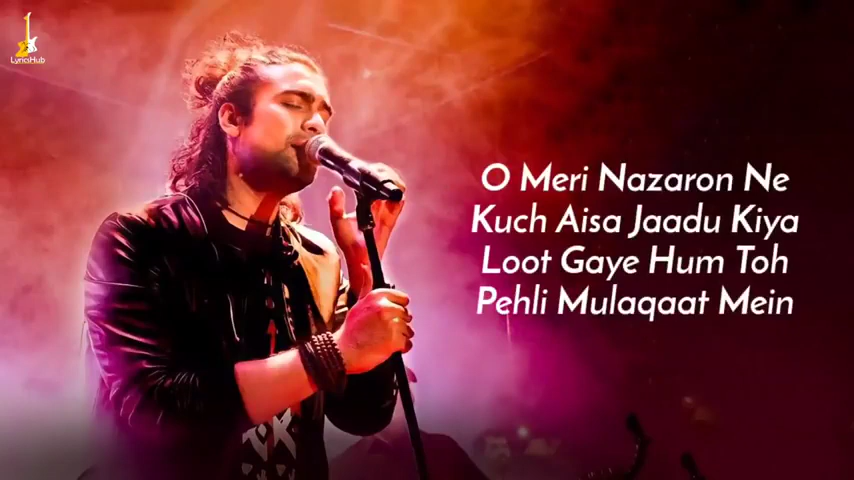 LyricsHub
O Meri Nazaron Ne
Kuch Aisa Jaadu Kiya
Loot Gaye Hum Toh
Pehli Mulaqaat Mein